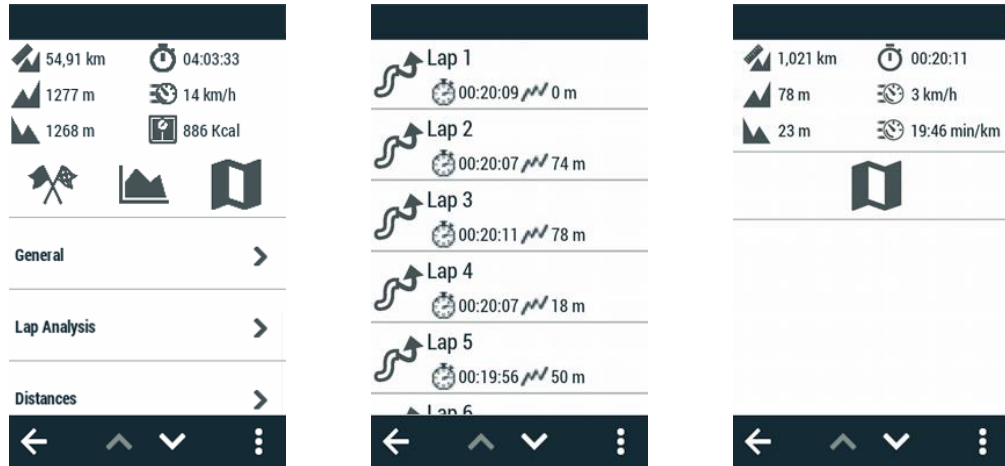 54,91 km 04:03:33
1277 m 14 km/h
1268 m 886 Kcal
General
Lap Analysis
Distances
Lap 1
00:20:09 0 m
Lap 2
00:20:07 74 m
Lap 3
00:20:11 78 m
Lap 4
00:20:07 18 m
Lap 5
00:19:56 50 m
Lap 6
1,021 km 00:20:11
78 m 3 km/h
23 m 19:46 min/km